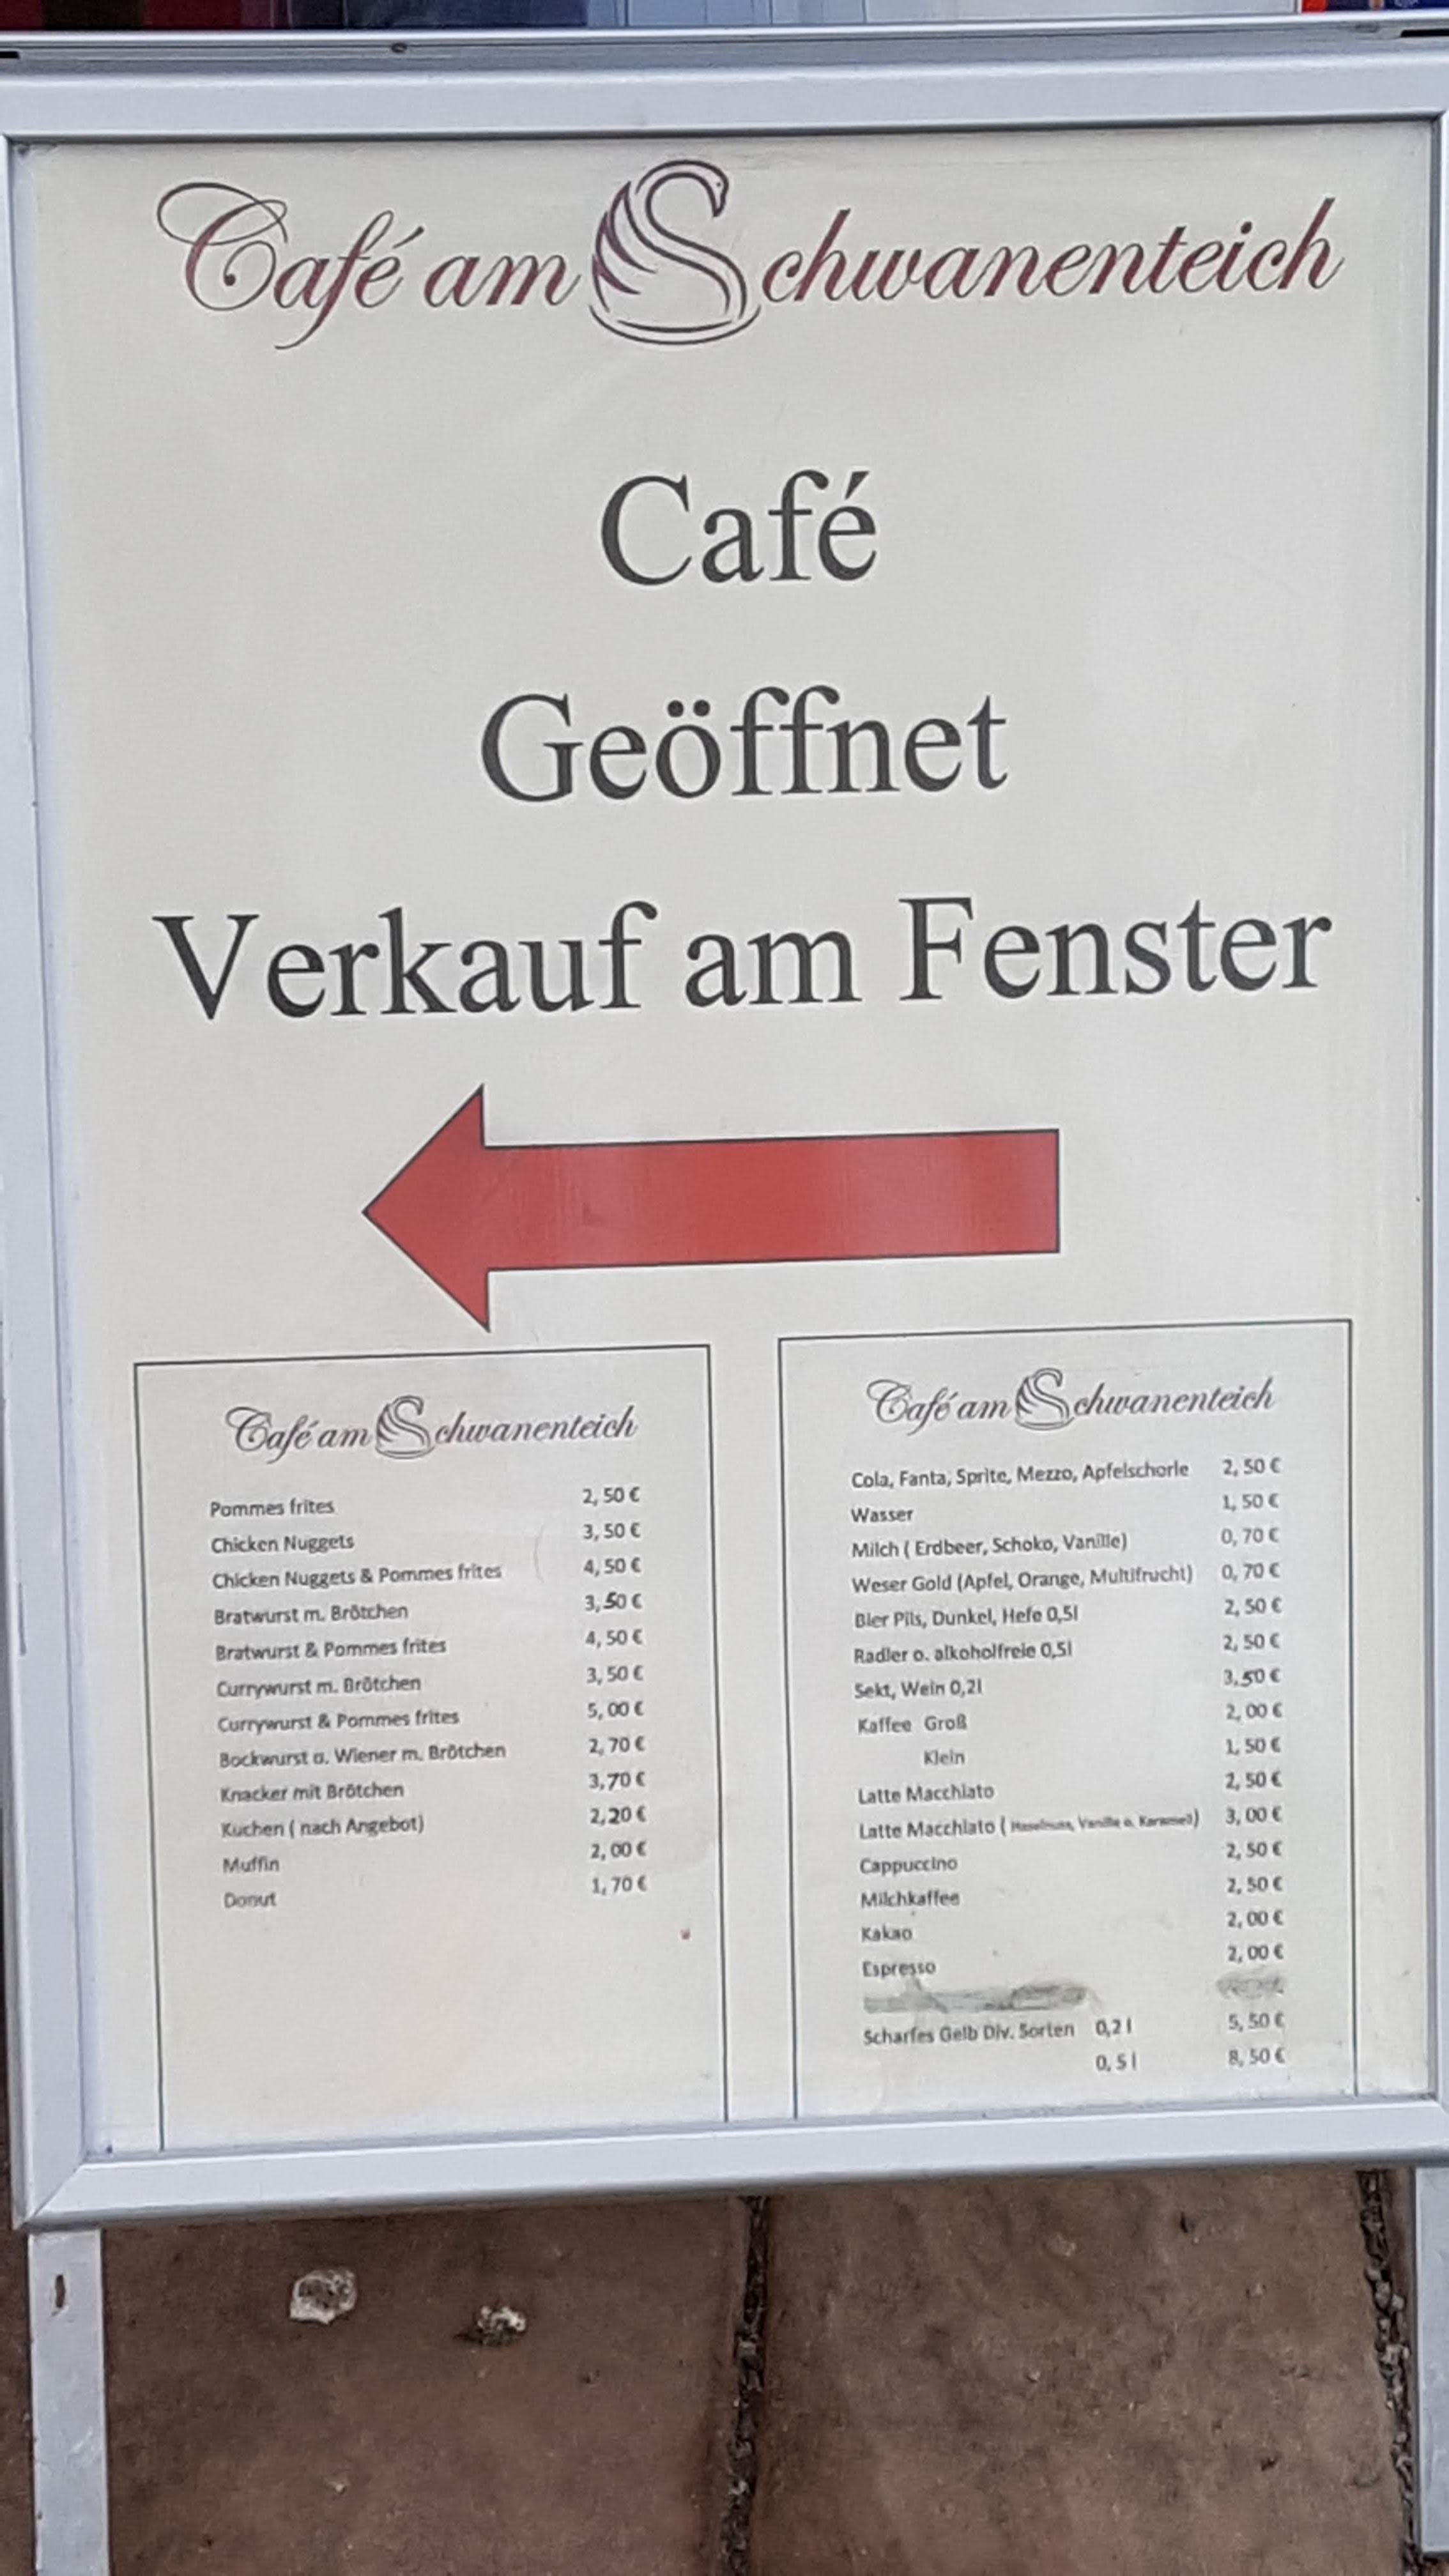 Café am Schwanenteich
Café
Geöffnet
Verkauf am Fenster
Café am Schwanenteich
Pommes frites 2,50 €
Chicken Nuggets 3,50 €
Chicken Nuggets & Pommes frites 4,50 €
Bratwurst m. Brötchen 3,50 €
Bratwurst & Pommes frites 4,50 €
Currywurst m. Brötchen 3,50 €
Currywurst & Pommes frites 5,00 €
Bockwurst o. Wiener m. Brötchen 2,70 €
Knacker mit Brötchen 3,70 €
Kuchen ( nach Angebot) 2,20 €
Muffin 2,00 €
Donut 1,70 €
Café am Schwanenteich
Cola, Fanta, Sprite, Mezzo, Apfelschorle 2,50 €
Wasser 1,50 €
Milch ( Erdbeer, Schoko, Vanille) 0,70 €
Weser Gold (Apfel, Orange, Multifrucht) 0,70 €
Bier Pils, Dunkel, Hefe 0,5l 2,50 €
Radler o. alkoholfreie 0,5l 2,50 €
Sekt, Wein 0,2l 3,50 €
Kaffee Groß 2,00 €
Klein 1,50 €
Latte Macchiato 2,50 €
Latte Macchiato ( Haselnuss, Vanille o. Karamell) 3,00 €
Cappuccino 2,50 €
Milchkaffee 2,50 €
Kakao 2,00 €
Espresso 2,00 €
Scharfes Gelb Div. Sorten 0,2 l 5,50 €
0,5 l 8,50 €